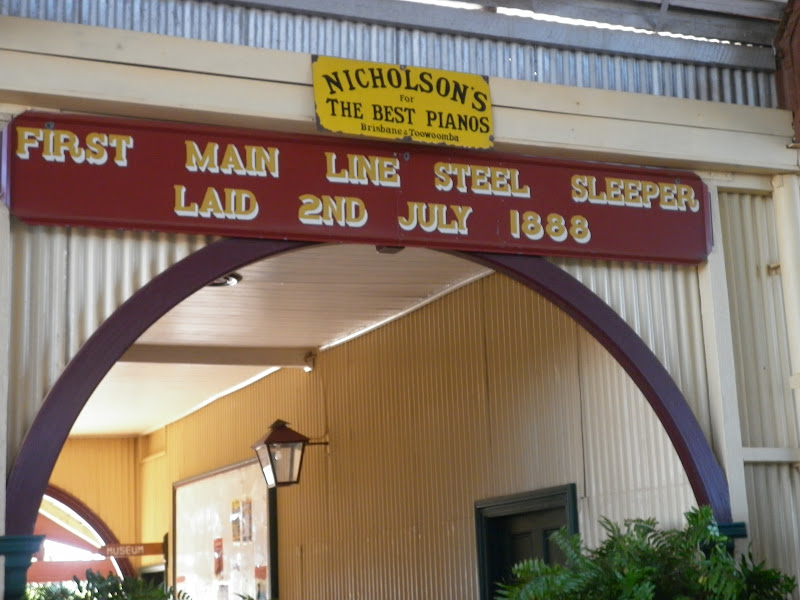 NICHOLSON'S
For
THE BEST PIANOS
Brisbane & Toowoomba
FIRST MAIN LINE STEEL SLEEPER
LAID 2ND JULY 1888
MUSEUM